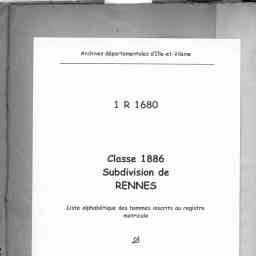 Archives départementales d'Ille-et-Vilaine
1 R 1680
Classe 1886
Subdivision de
RENNES
Liste alphabétique des hommes inscrits au registre
matricule